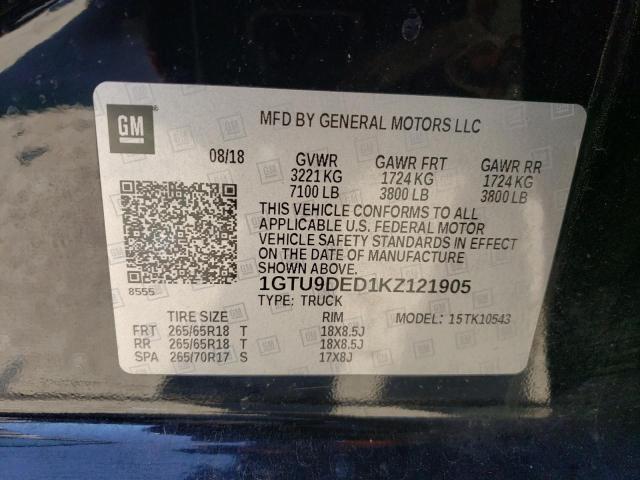 GM
MFD BY GENERAL MOTORS LLC
08/18 GVWR GAWR FRT GAWR RR
3221 KG 1724 KG 1724 KG
7100 LB 3800 LB 3800 LB
THIS VEHICLE CONFORMS TO ALL
APPLICABLE U.S. FEDERAL MOTOR
VEHICLE SAFETY STANDARDS IN EFFECT
ON THE DATE OF MANUFACTURE
8555
1GTU9DED1KZ121905
TYPE: TRUCK
TIRE SIZE RIM MODEL: 15TK10543
FRT 265/65R18 T 18X8.5J
RR 265/65R18 T 18X8.5J
SPA 265/70R17 S 17X8J